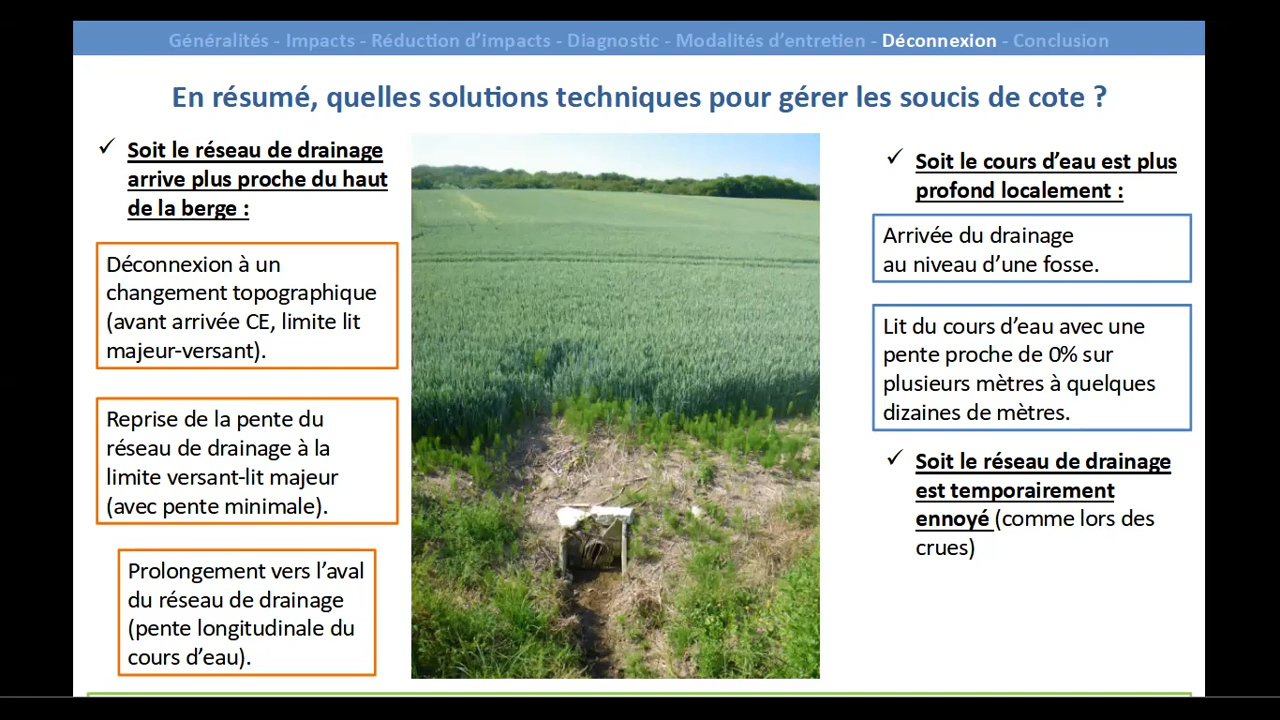 Généralités - Impacts - Réduction d’impacts - Diagnostic - Modalités d’entretien - Déconnexion - Conclusion
En résumé, quelles solutions techniques pour gérer les soucis de cote ?
✓ Soit le réseau de drainage
arrive plus proche du haut
de la berge :
Déconnexion à un
changement topographique
(avant arrivée CE, limite lit
majeur-versant).
Reprise de la pente du
réseau de drainage à la
limite versant-lit majeur
(avec pente minimale).
Prolongement vers l’aval
du réseau de drainage
(pente longitudinale du
cours d’eau).
✓ Soit le cours d’eau est plus
profond localement :
Arrivée du drainage
au niveau d’une fosse.
Lit du cours d’eau avec une
pente proche de 0% sur
plusieurs mètres à quelques
dizaines de mètres.
✓ Soit le réseau de drainage
est temporairement
ennoyé (comme lors des
crues)